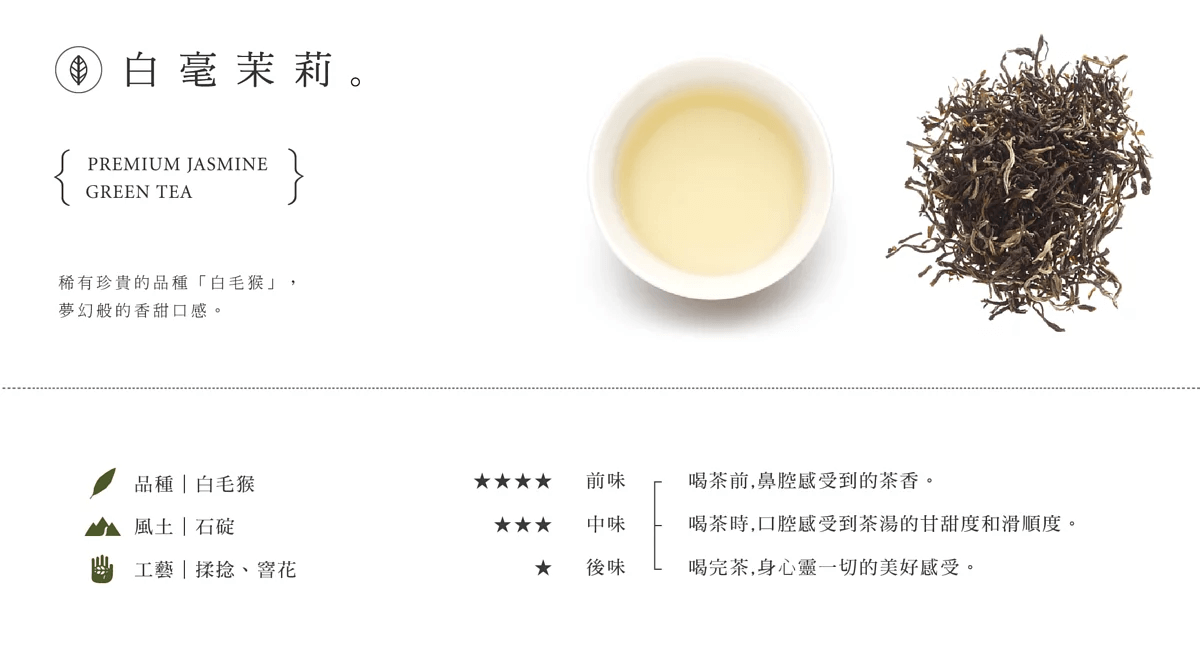 白毫茉莉。
PREMIUM JASMINE
GREEN TEA
稀有珍貴的品種「白毛猴」，
夢幻般的香甜口感。
品種｜白毛猴
風土｜石碇
工藝｜揉捻、窨花
★★★★ 前味 喝茶前,鼻腔感受到的茶香。
★★★ 中味 喝茶時,口腔感受到茶湯的甘甜度和滑順度。
★ 後味 喝完茶,身心靈一切的美好感受。